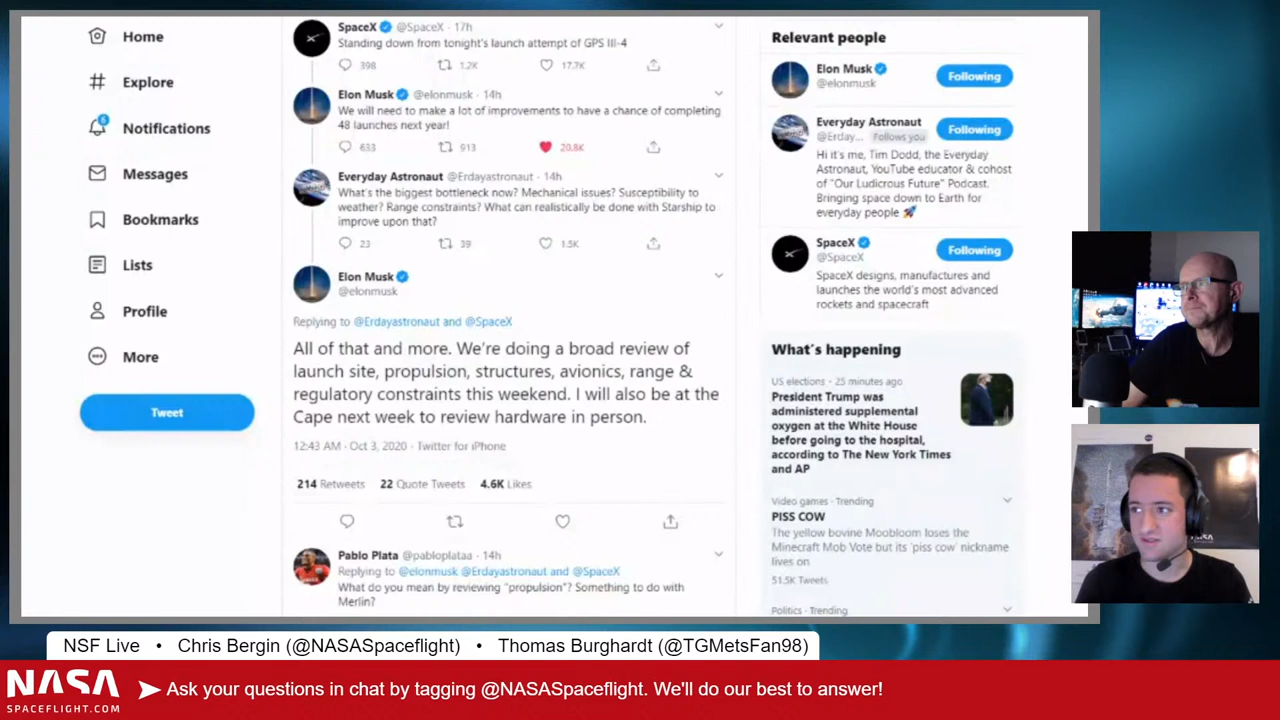 Home
Explore
6
Notifications
Messages
Bookmarks
Lists
Profile
More
Tweet
SpaceX @SpaceX · 17h
Standing down from tonight's launch attempt of GPS III-4
398 1.2K 17.7K
Elon Musk @elonmusk · 14h
We will need to make a lot of improvements to have a chance of completing
48 launches next year!
633 913 20.8K
Everyday Astronaut @Erdayastronaut · 14h
What's the biggest bottleneck now? Mechanical issues? Susceptibility to
weather? Range constraints? What can realistically be done with Starship to
improve upon that?
23 39 1.5K
Elon Musk
@elonmusk
Replying to @Erdayastronaut and @SpaceX
All of that and more. We're doing a broad review of
launch site, propulsion, structures, avionics, range &
regulatory constraints this weekend. I will also be at the
Cape next week to review hardware in person.
12:43 AM · Oct 3, 2020 · Twitter for iPhone
214 Retweets 22 Quote Tweets 4.6K Likes
Pablo Plata @pabloplataa · 14h
Replying to @elonmusk @Erdayastronaut and @SpaceX
What do you mean by reviewing "propulsion"? Something to do with
Merlin?
Relevant people
Elon Musk
@elonmusk
Following
Everyday Astronaut
@Erday... Follows you
Following
Hi it's me, Tim Dodd, the Everyday
Astronaut, YouTube educator & cohost
of "Our Ludicrous Future" Podcast.
Bringing space down to Earth for
everyday people 🚀
SpaceX
@SpaceX
Following
SpaceX designs, manufactures and
launches the world's most advanced
rockets and spacecraft
What's happening
US elections · 25 minutes ago
President Trump was
administered supplemental
oxygen at the White House
before going to the hospital,
according to The New York Times
and AP
Video games · Trending
PISS COW
The yellow bovine Moobloom loses the
Minecraft Mob Vote but its 'piss cow' nickname
lives on
51.5K Tweets
Politics · Trending
NSF Live • Chris Bergin (@NASASpaceflight) • Thomas Burghardt (@TGMetsFan98)
NASA
SPACEFLIGHT.COM
Ask your questions in chat by tagging @NASASpaceflight. We'll do our best to answer!